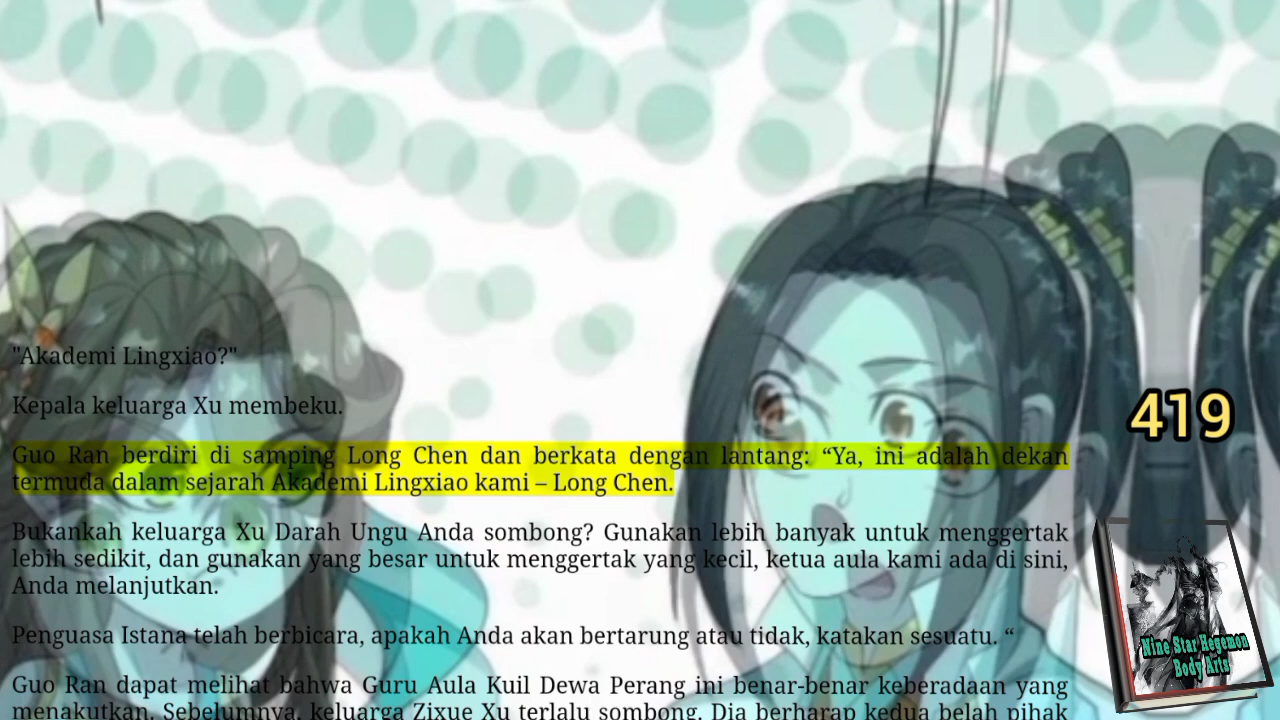 "Akademi Lingxiao?"
Kepala keluarga Xu membeku.
Guo Ran berdiri di samping Long Chen dan berkata dengan lantang: “Ya, ini adalah dekan
termuda dalam sejarah Akademi Lingxiao kami – Long Chen.
Bukankah keluarga Xu Darah Ungu Anda sombong? Gunakan lebih banyak untuk menggertak
lebih sedikit, dan gunakan yang besar untuk menggertak yang kecil, ketua aula kami ada di sini,
Anda melanjutkan.
Penguasa Istana telah berbicara, apakah Anda akan bertarung atau tidak, katakan sesuatu. “
Guo Ran dapat melihat bahwa Guru Aula Kuil Dewa Perang ini benar-benar keberadaan yang
menakutkan. Sebelumnya, keluarga Zixue Xu terlalu sombong. Dia berharap kedua belah pihak
419
Nine Star Hegemon
Body Arts